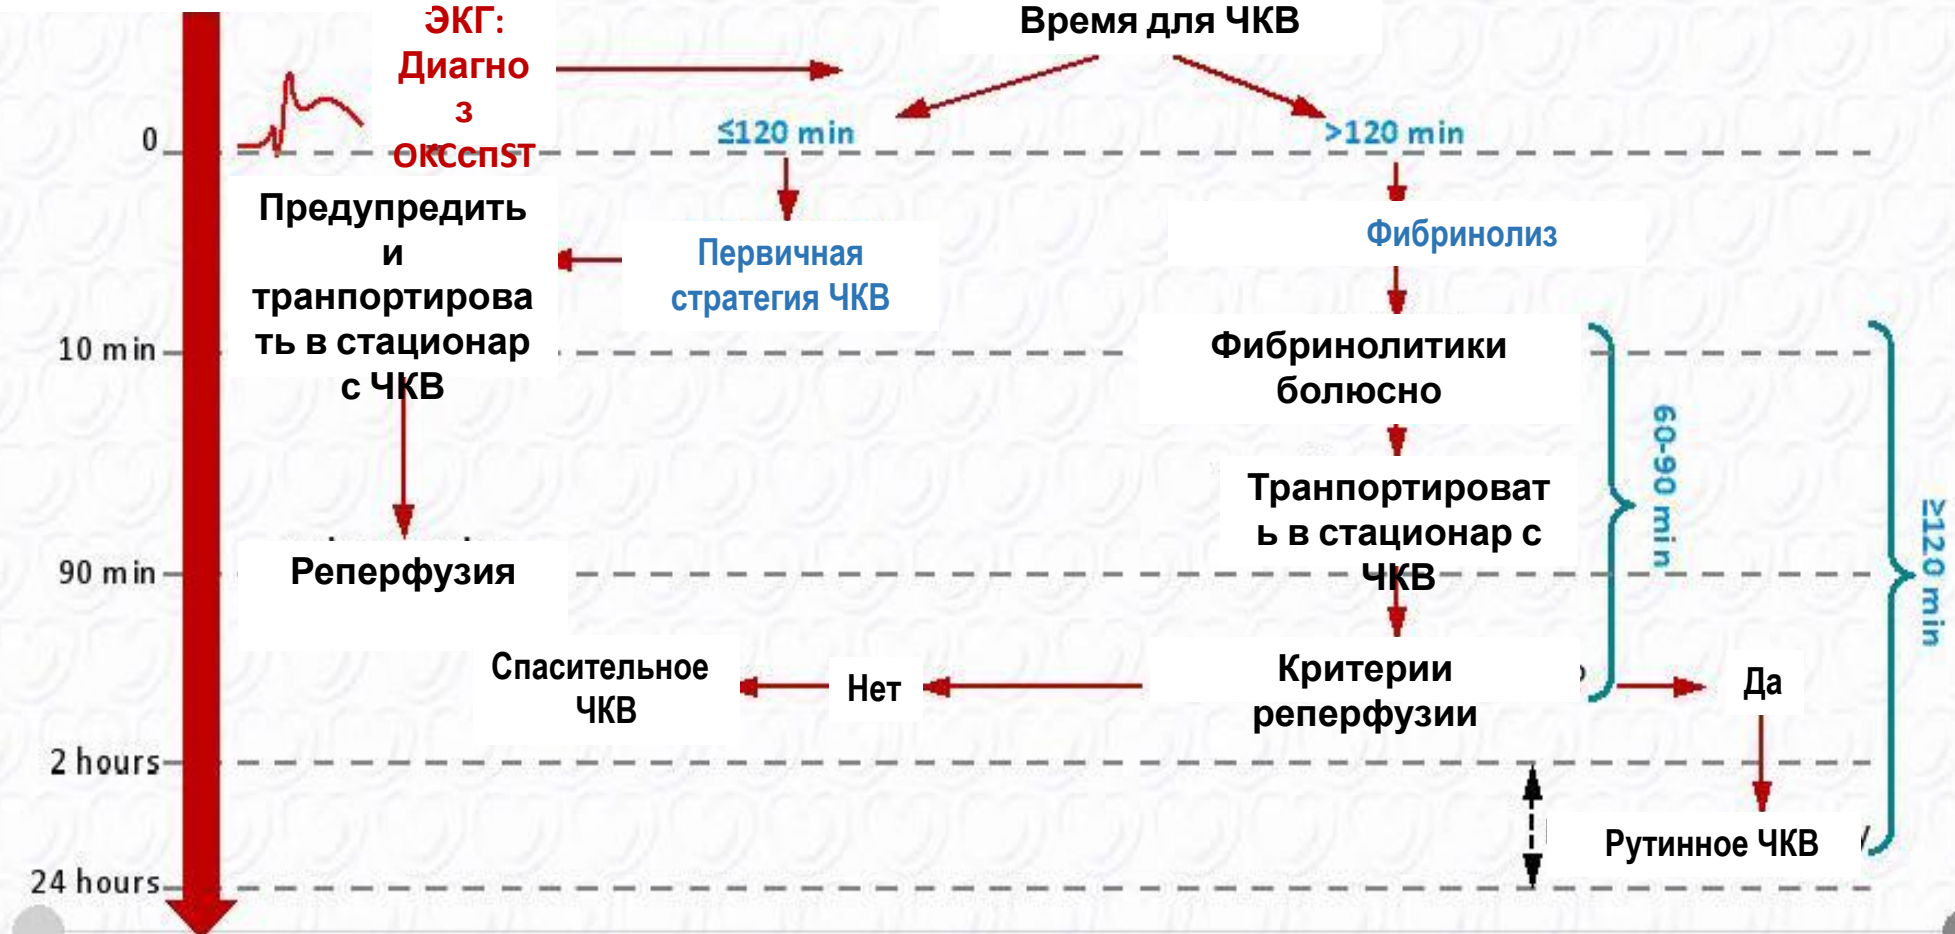 ЭКГ:
Диагно
з
ОКСспST
Время для ЧКВ
0
≤120 min
>120 min
Предупредить
и
транпортирова
ть в стационар
с ЧКВ
Первичная
стратегия ЧКВ
Фибринолиз
10 min
Фибринолитики
болюсно
60-90 min
≥120 min
Транпортироват
ь в стационар с
ЧКВ
90 min
Реперфузия
Спасительное
ЧКВ
Нет
Критерии
реперфузии
Да
2 hours
Рутинное ЧКВ
24 hours